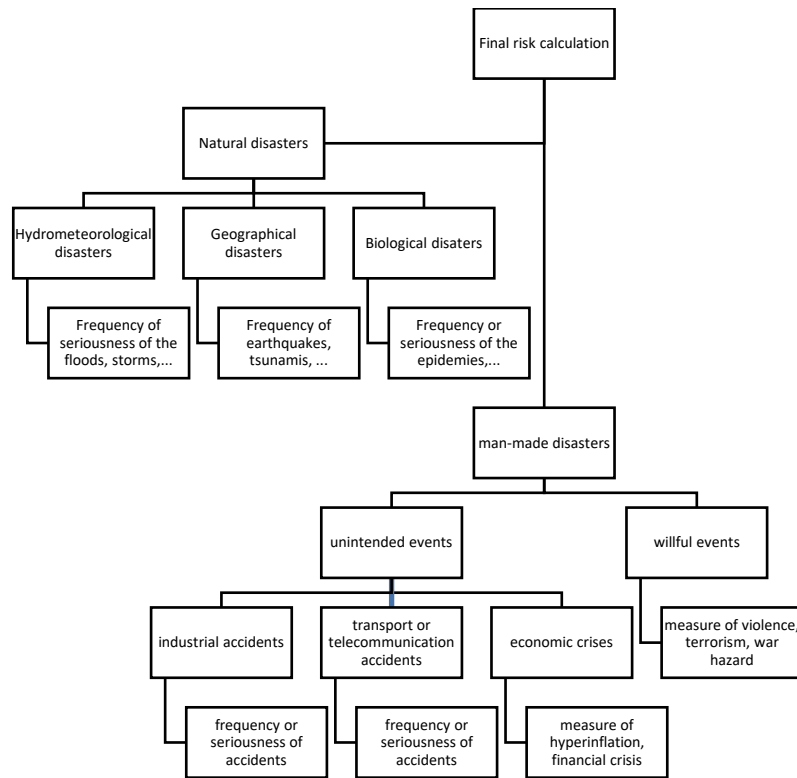 Final risk calculation
Natural disasters
Hydrometeorological
disasters
Geographical
disasters
Biological disaters
Frequency of
seriousness of the
floods, storms,...
Frequency of
earthquakes,
tsunamis, ...
Frequency or
seriousness of the
epidemies,...
man-made disasters
unintended events
willful events
industrial accidents
transport or
telecommunication
accidents
economic crises
measure of violence,
terrorism, war
hazard
frequency or
seriousness of
accidents
frequency or
seriousness of
accidents
measure of
hyperinflation,
financial crisis